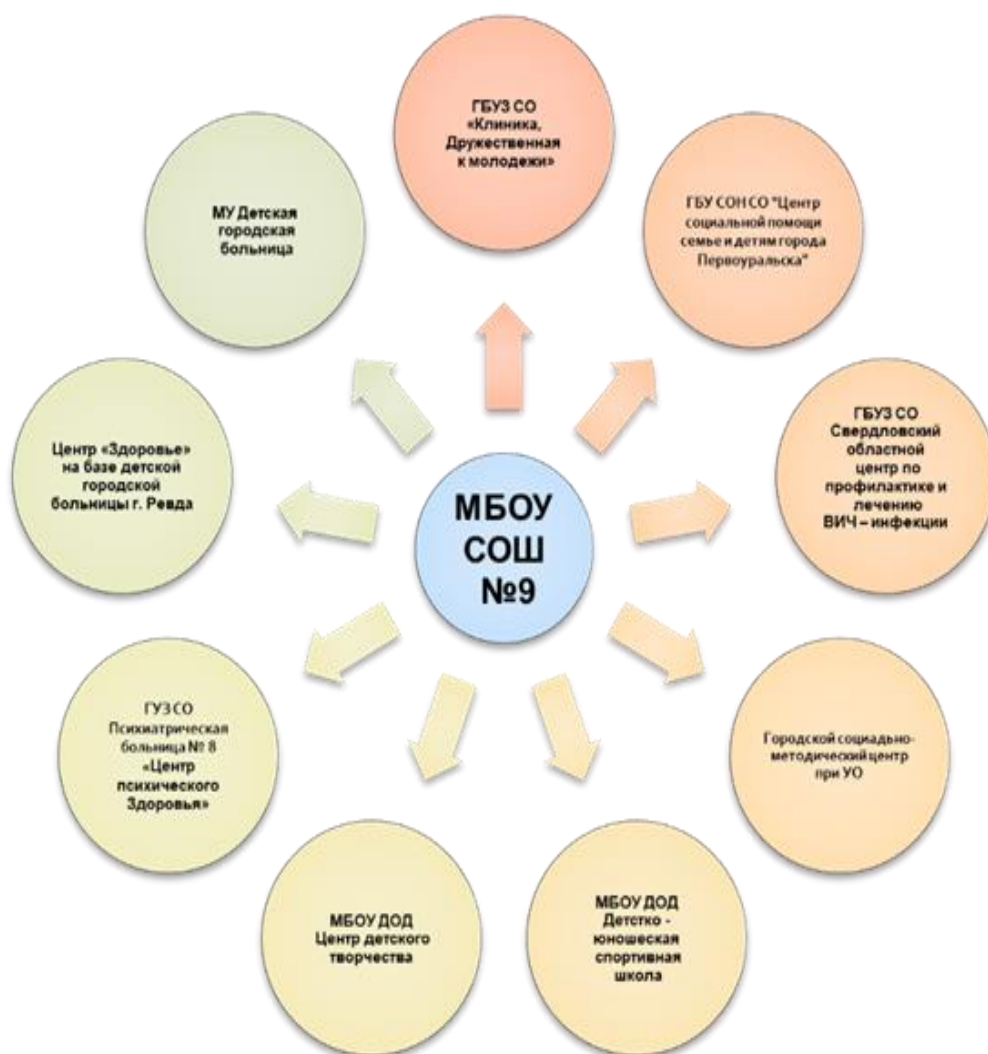 ГБУЗ СО
«Клиника,
Дружественная
к молодежи»
ГБУ СОН СО "Центр
социальной помощи
семье и детям города
Первоуральска"
ГБУЗ СО
Свердловский
областной
центр по
профилактике и
лечению
ВИЧ – инфекции
Городской социально-
методический центр
при УО
МБОУ ДОД
Детстко -
юношеская
спортивная
школа
МБОУ ДОД
Центр детского
творчества
ГУЗ СО
Психиатрическая
больница № 8
«Центр
психического
Здоровья»
Центр «Здоровье»
на базе детской
городской
больницы г. Ревда
МУ Детская
городская
больница
МБОУ
СОШ
№9